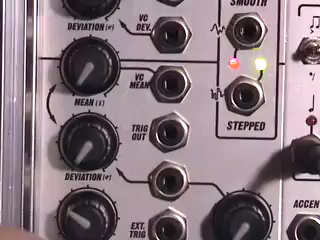 SMOOTH
DEVIATION (σ)
VC
DEV.
VC
MEAN
MEAN (x̄)
STEPPED
TRIG
OUT
DEVIATION (σ)
EXT.
TRIG
ACCEN